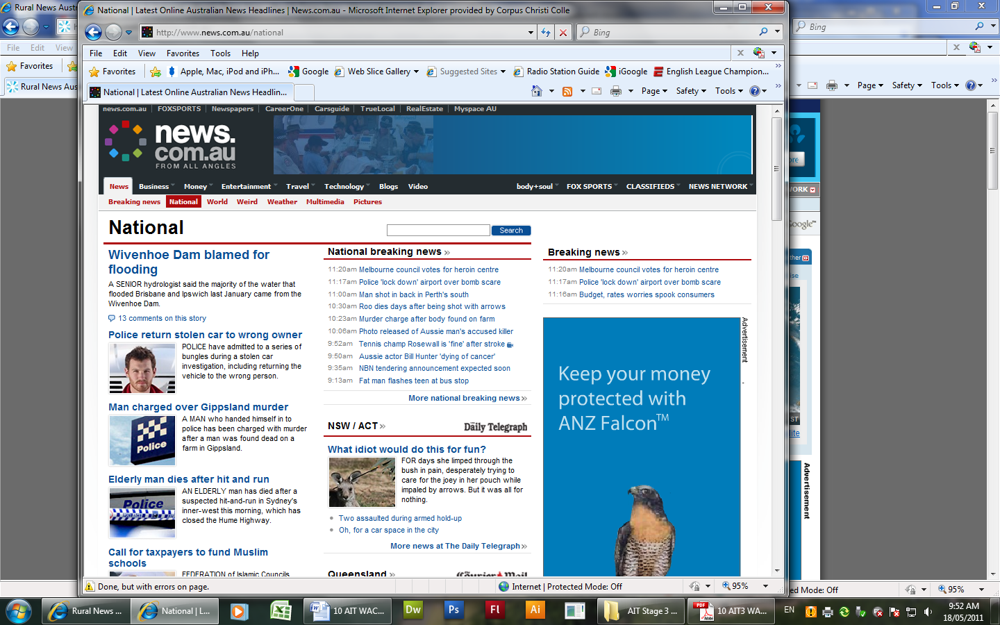 Rural News Aust
National | Latest Online Australian News Headlines | News.com.au - Microsoft Internet Explorer provided by Corpus Christi Colle
http://www.news.com.au/national
Bing
Bing
File Edit View
File Edit View Favorites Tools Help
Favorites
Favorites Apple, Mac, iPod and iPh... Google Web Slice Gallery Suggested Sites Radio Station Guide iGoogle English League Champion...
Rural News Aus
National | Latest Online Australian News Headlin...
Page Safety Tools
Page Safety Tools
news.com.au FOXSPORTS Newspapers CareerOne Carsguide TrueLocal RealEstate Myspace AU
news.
com.au
FROM ALL ANGLES
News Business Money Entertainment Travel Technology Blogs Video body+soul FOX SPORTS CLASSIFIEDS NEWS NETWORK
Breaking news National World Weird Weather Multimedia Pictures
National
Search
Wivenhoe Dam blamed for
flooding
A SENIOR hydrologist said the majority of the water that
flooded Brisbane and Ipswich last January came from the
Wivenhoe Dam.
13 comments on this story
Police return stolen car to wrong owner
POLICE have admitted to a series of
bungles during a stolen car
investigation, including returning the
vehicle to the wrong person.
Man charged over Gippsland murder
A MAN who handed himself in to
police has been charged with murder
after a man was found dead on a
farm in Gippsland.
Police
Elderly man dies after hit and run
AN ELDERLY man has died after a
suspected hit-and-run in Sydney's
inner-west this morning, which has
closed the Hume Highway.
Police
Call for taxpayers to fund Muslim
schools
FEDERATION of Islamic Councils
National breaking news »
11:20am Melbourne council votes for heroin centre
11:17am Police 'lock down' airport over bomb scare
11:00am Man shot in back in Perth's south
10:30am Roo dies days after being shot with arrows
10:23am Murder charge after body found on farm
10:06am Photo released of Aussie man's accused killer
9:52am Tennis champ Rosewall is 'fine' after stroke
9:50am Aussie actor Bill Hunter 'dying of cancer'
9:35am NBN tendering announcement expected soon
9:13am Fat man flashes teen at bus stop
More national breaking news »
NSW / ACT »
Daily Telegraph
What idiot would do this for fun?
FOR days she limped through the
bush in pain, desperately trying to
care for the joey in her pouch while
impaled by arrows. But it was all for
nothing.
Two assaulted during armed hold-up
Oh, for a car space in the city
More news at The Daily Telegraph »
Queensland »
Courier Mail
Breaking news »
11:20am Melbourne council votes for heroin centre
11:17am Police 'lock down' airport over bomb scare
11:16am Budget, rates worries spook consumers
Advertisement
Keep your money
protected with
ANZ Falcon™
ore
WORK
Google™
ther
ise
ST
lite
Advertisement
Done, but with errors on page.
Internet | Protected Mode: Off
95%
ed Mode: Off
95%
Rural News ...
National | L...
10 AIT WAC...
Dw
Ps
Fl
Ai
AIT Stage 3 ...
PDF
10 AIT3 WA...
EN
9:52 AM
18/05/2011